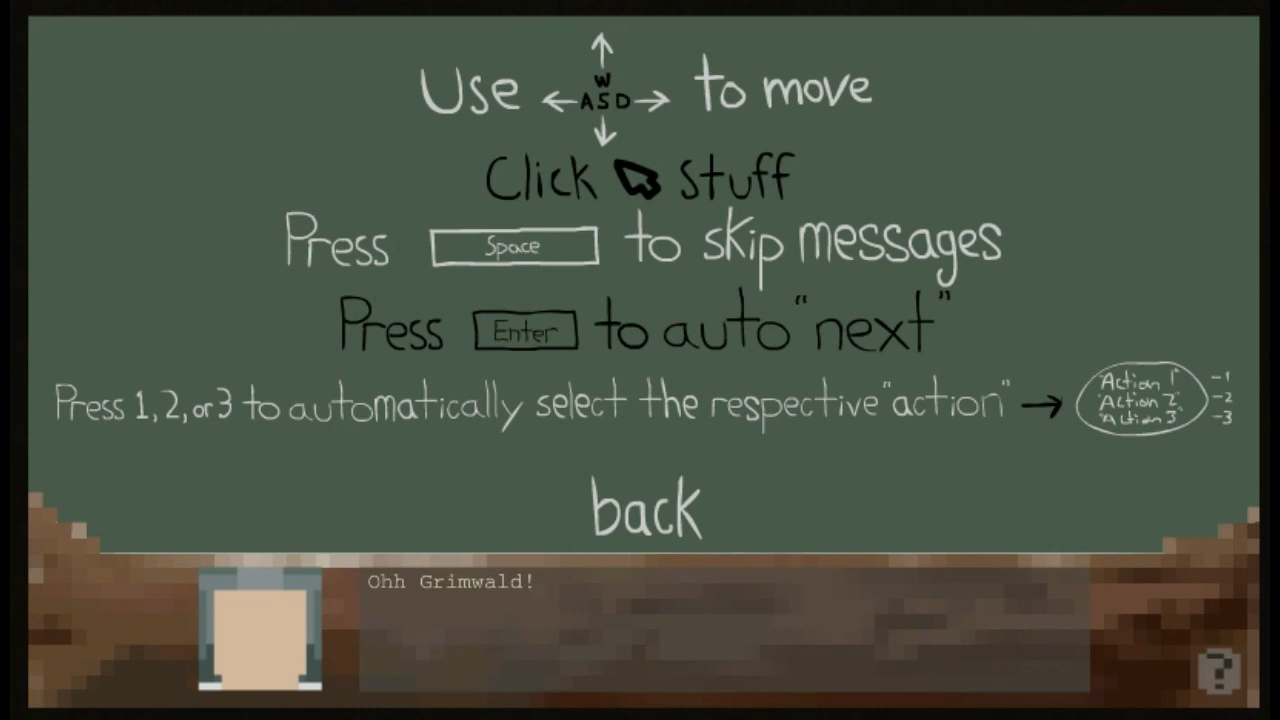 Use W ASD to move
Click stuff
Press Space to skip messages
Press Enter to auto "next"
Press 1, 2, or 3 to automatically select the respective "action" → "Action 1" -1
"Action 2" -2
"Action 3" -3
back
Ohh Grimwald!
?